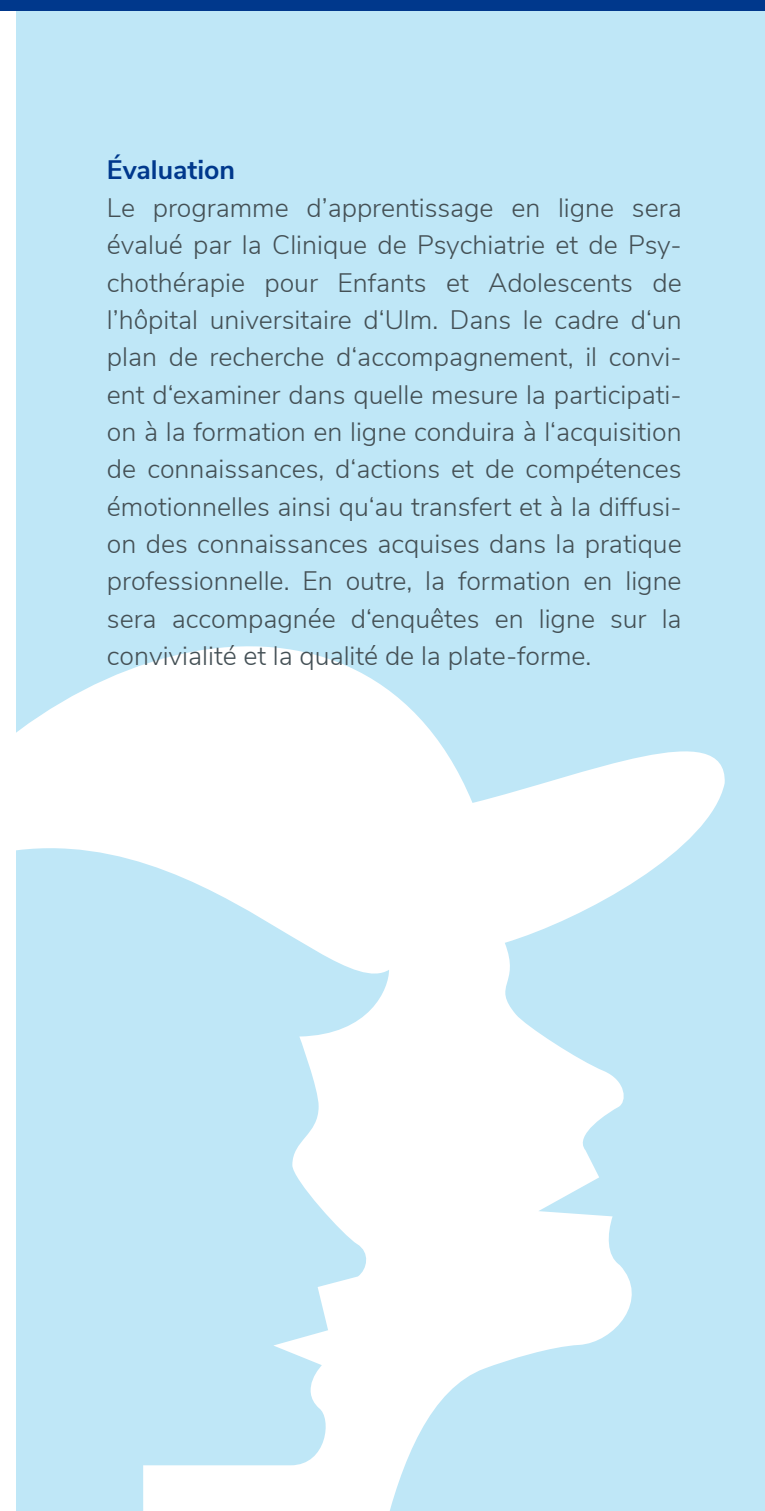 Évaluation
Le programme d’apprentissage en ligne sera
évalué par la Clinique de Psychiatrie et de Psy-
chothérapie pour Enfants et Adolescents de
l’hôpital universitaire d‘Ulm. Dans le cadre d‘un
plan de recherche d‘accompagnement, il convi-
ent d‘examiner dans quelle mesure la participati-
on à la formation en ligne conduira à l‘acquisition
de connaissances, d‘actions et de compétences
émotionnelles ainsi qu‘au transfert et à la diffusi-
on des connaissances acquises dans la pratique
professionnelle. En outre, la formation en ligne
sera accompagnée d‘enquêtes en ligne sur la
convivialité et la qualité de la plate-forme.